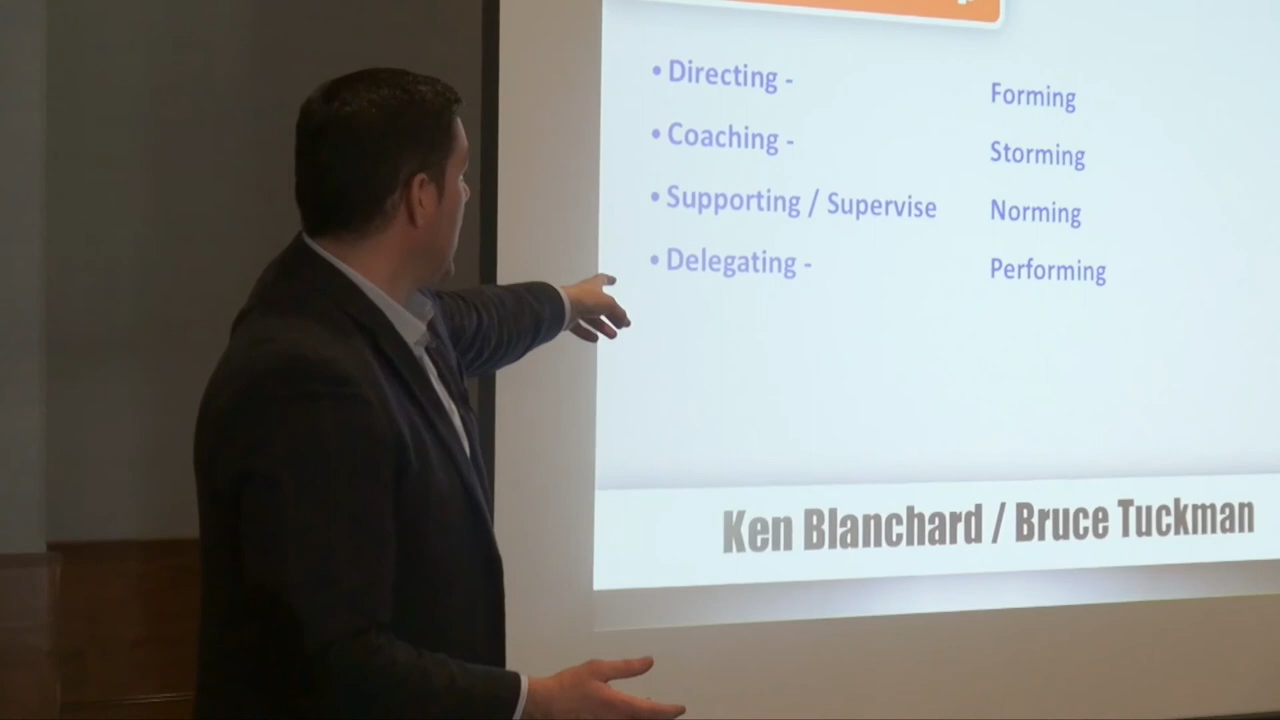 • Directing - Forming
• Coaching - Storming
• Supporting / Supervise Norming
• Delegating - Performing
Ken Blanchard / Bruce Tuckman